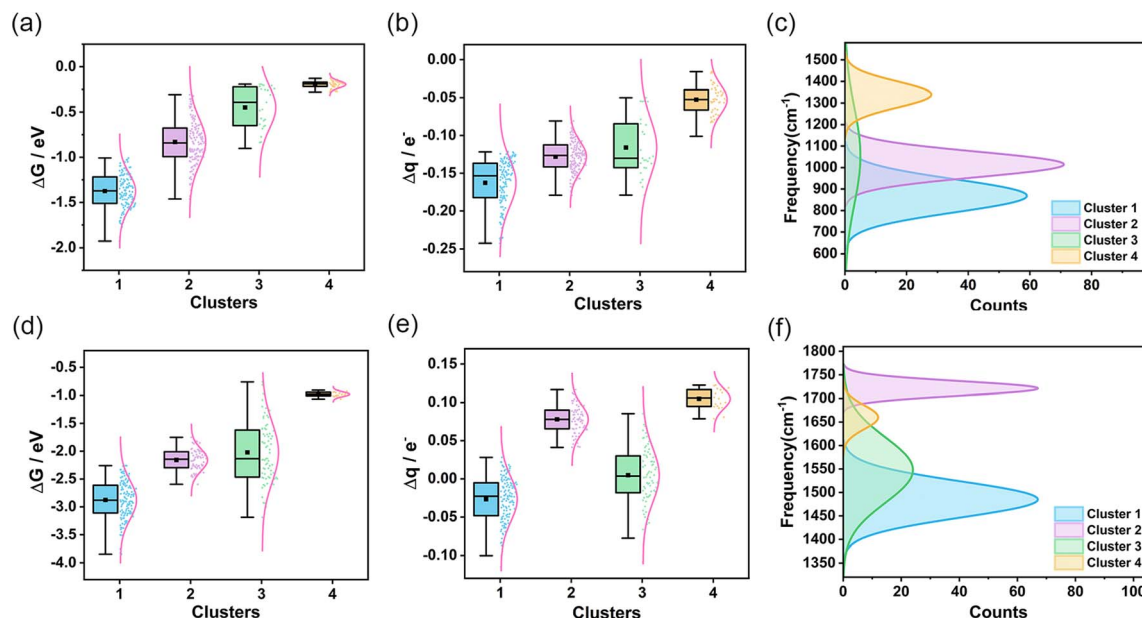 (a)
ΔG / eV
0.0
-0.5
-1.0
-1.5
-2.0
1 2 3 4
Clusters
(b)
Δq / e⁻
0.00
-0.05
-0.10
-0.15
-0.20
-0.25
1 2 3 4
Clusters
(c)
Frequency(cm⁻¹)
1500
1400
1300
1200
1100
1000
900
800
700
600
Cluster 1
Cluster 2
Cluster 3
Cluster 4
0 20 40 60 80
Counts
(d)
ΔG / eV
-0.5
-1.0
-1.5
-2.0
-2.5
-3.0
-3.5
-4.0
1 2 3 4
Clusters
(e)
Δq / e⁻
0.15
0.10
0.05
0.00
-0.05
-0.10
1 2 3 4
Clusters
(f)
Frequency(cm⁻¹)
1800
1750
1700
1650
1600
1550
1500
1450
1400
1350
Cluster 1
Cluster 2
Cluster 3
Cluster 4
0 20 40 60 80 100
Counts